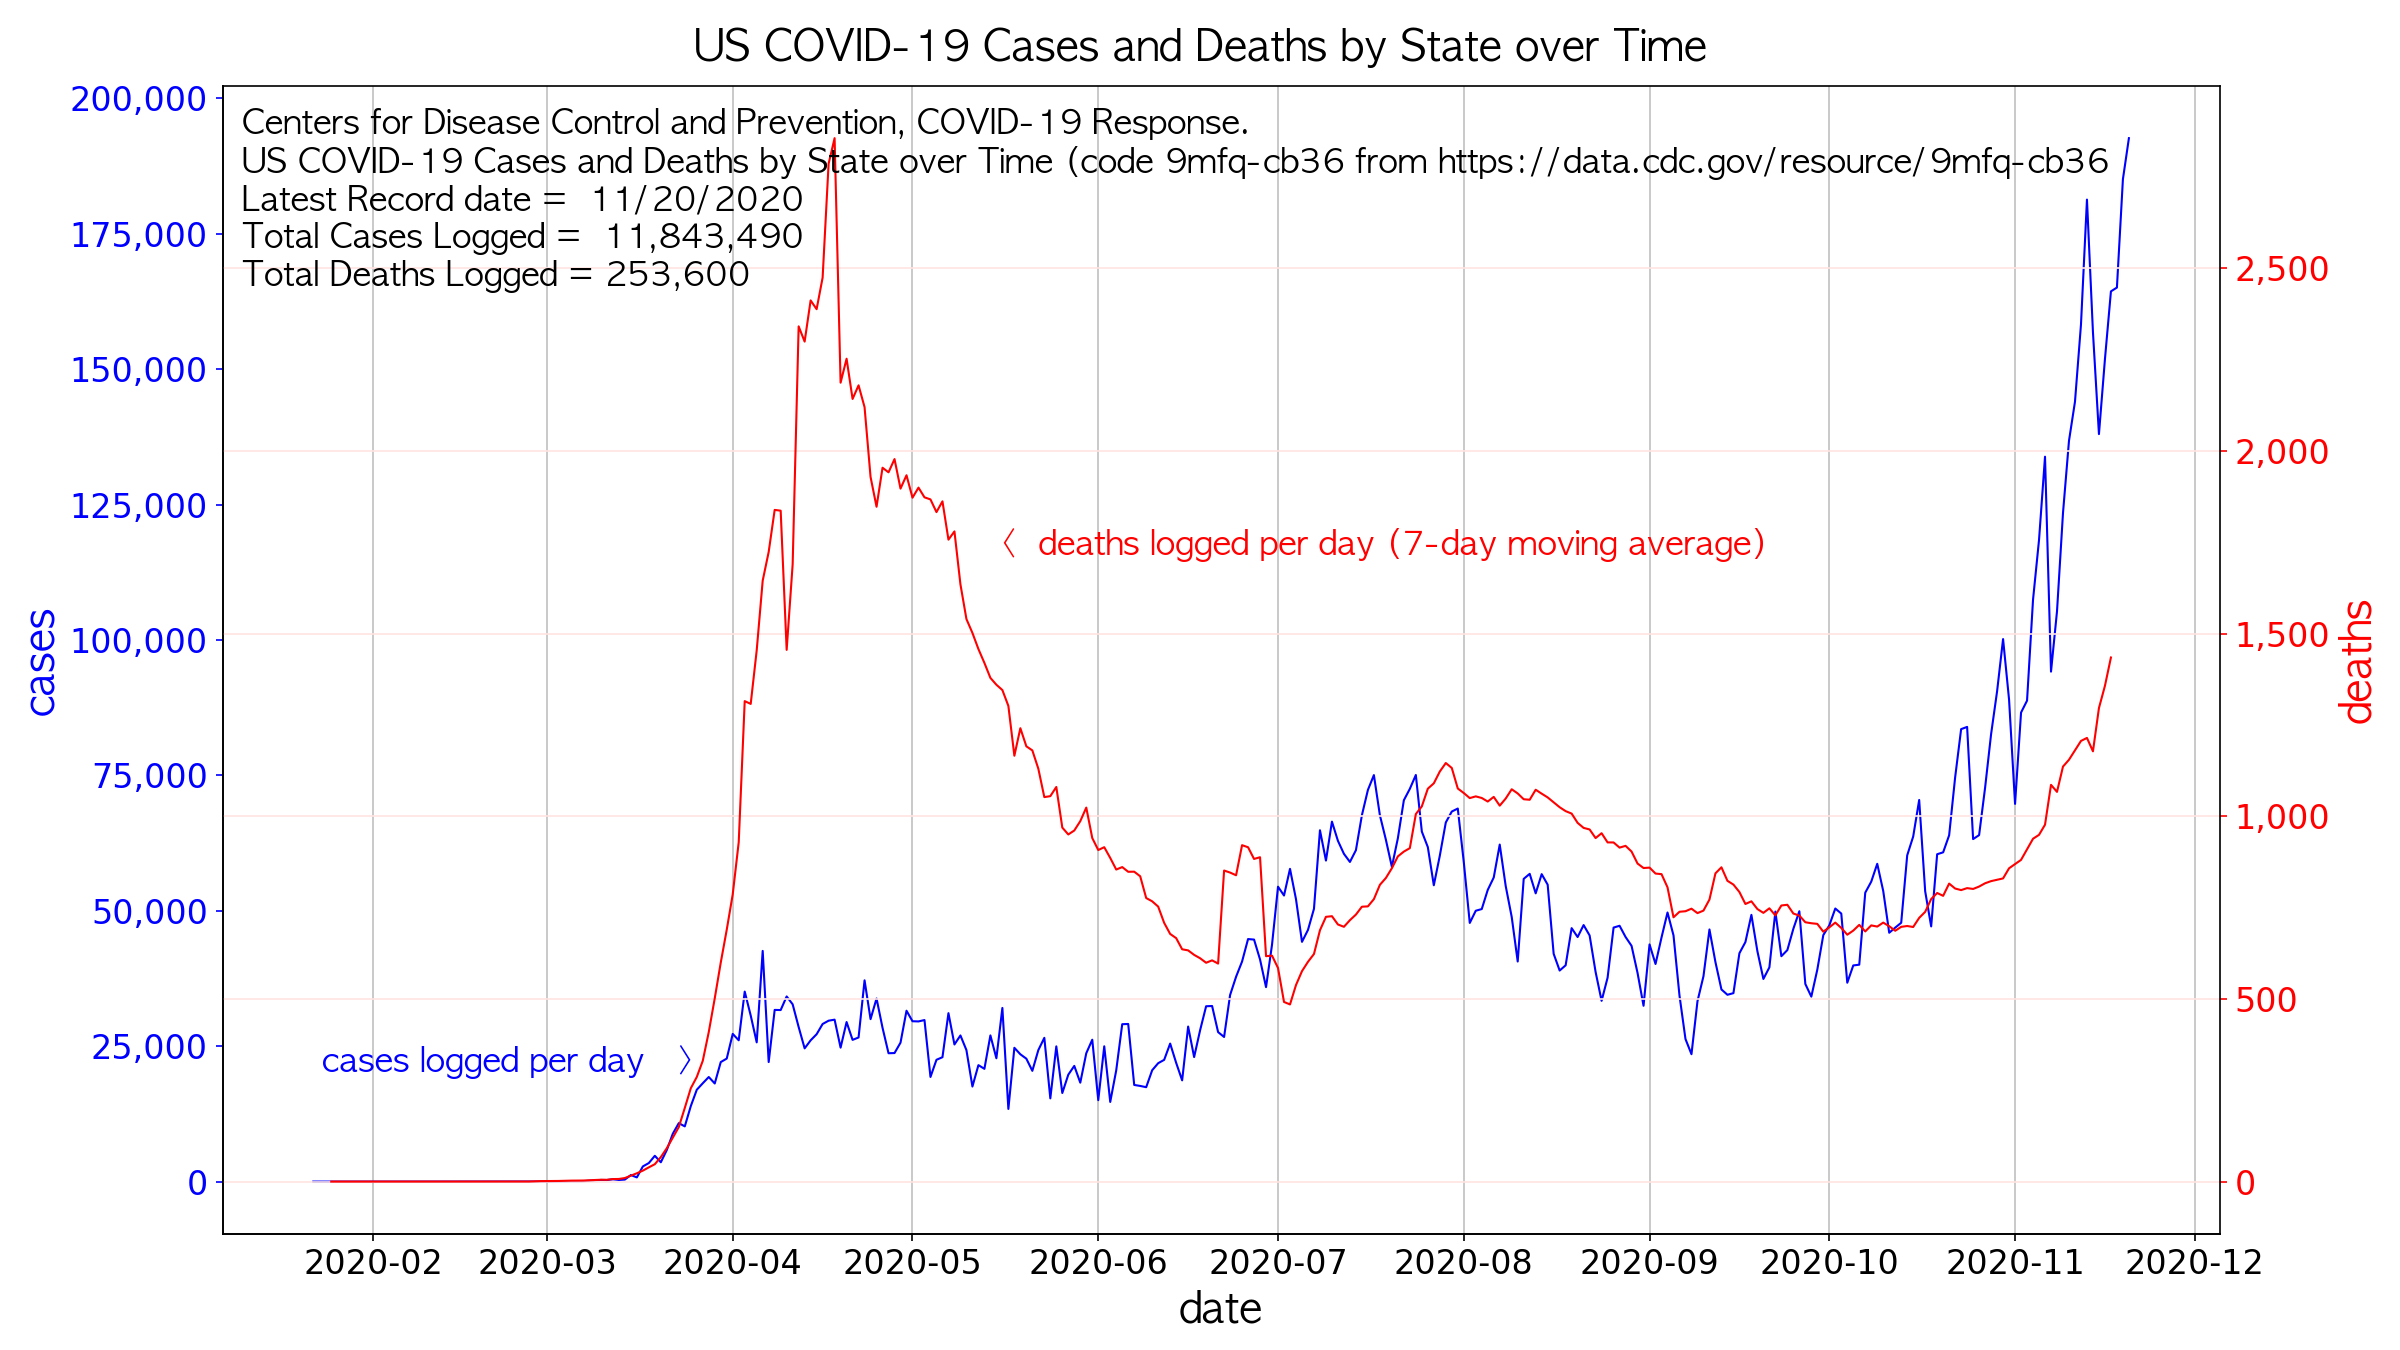 US COVID-19 Cases and Deaths by State over Time
200,000
175,000
150,000
125,000
100,000
75,000
50,000
25,000
0
cases
Centers for Disease Control and Prevention, COVID-19 Response.
US COVID-19 Cases and Deaths by State over Time (code 9mfq-cb36 from https://data.cdc.gov/resource/9mfq-cb36
Latest Record date = 11/20/2020
Total Cases Logged = 11,843,490
Total Deaths Logged = 253,600
〈 deaths logged per day (7-day moving average)
cases logged per day 〉
2,500
2,000
1,500
1,000
500
0
deaths
2020-02 2020-03 2020-04 2020-05 2020-06 2020-07 2020-08 2020-09 2020-10 2020-11 2020-12
date